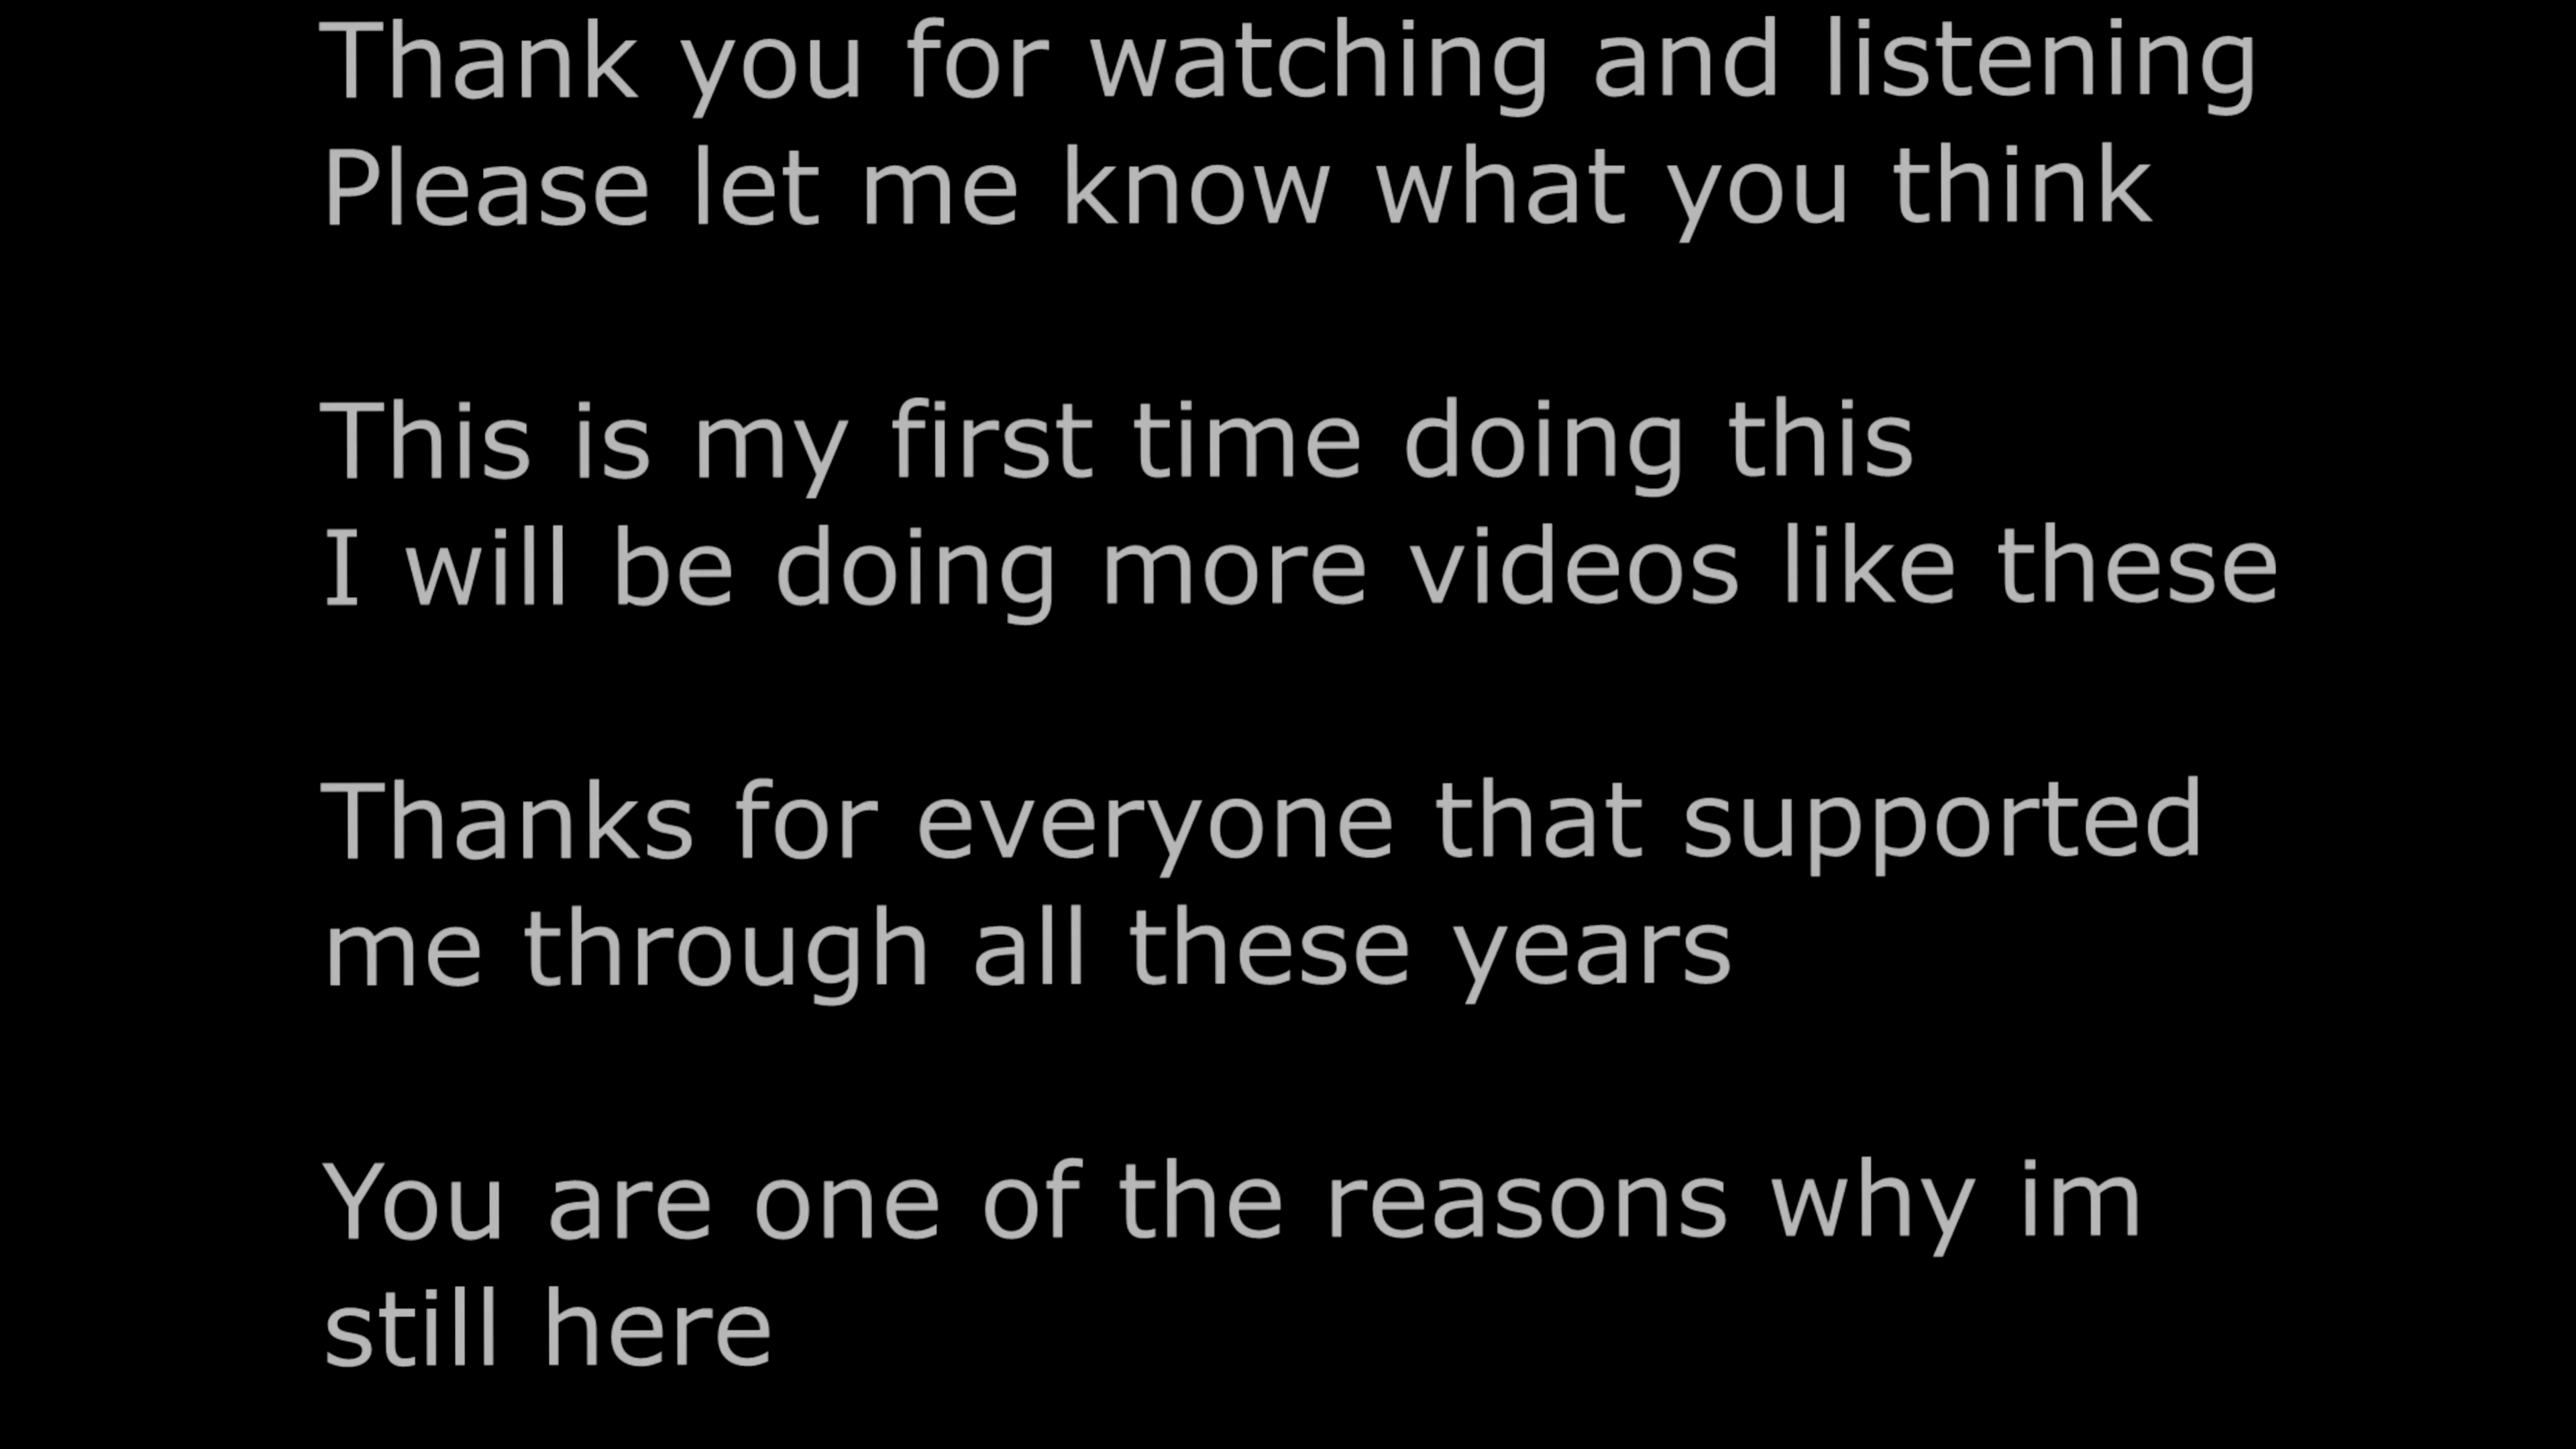 Thank you for watching and listening
Please let me know what you think
This is my first time doing this
I will be doing more videos like these
Thanks for everyone that supported
me through all these years
You are one of the reasons why im
still here